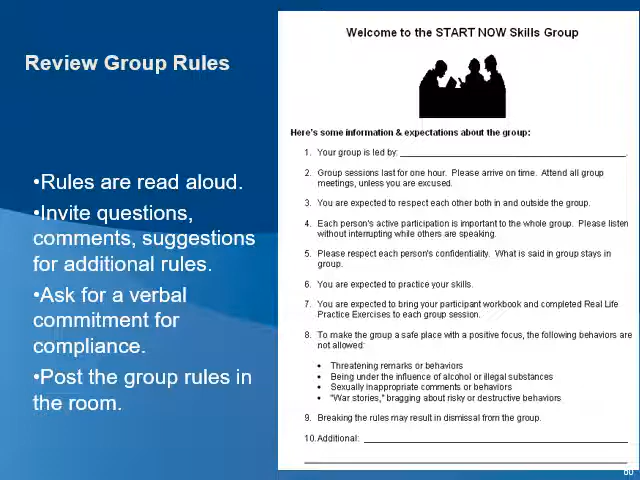 Review Group Rules
•Rules are read aloud.
•Invite questions,
comments, suggestions
for additional rules.
•Ask for a verbal
commitment for
compliance.
•Post the group rules in
the room.
Welcome to the START NOW Skills Group
Here's some information & expectations about the group:
1. Your group is led by: ___________________________________________.
2. Group sessions last for one hour. Please arrive on time. Attend all group
meetings, unless you are excused.
3. You are expected to respect each other both in and outside the group.
4. Each person's active participation is important to the whole group. Please listen
without interrupting while others are speaking.
5. Please respect each person's confidentiality. What is said in group stays in
group.
6. You are expected to practice your skills.
7. You are expected to bring your participant workbook and completed Real Life
Practice Exercises to each group session.
8. To make the group a safe place with a positive focus, the following behaviors are
not allowed:
• Threatening remarks or behaviors
• Being under the influence of alcohol or illegal substances
• Sexually inappropriate comments or behaviors
• "War stories," bragging about risky or destructive behaviors
9. Breaking the rules may result in dismissal from the group.
10. Additional: ___________________________________________
60